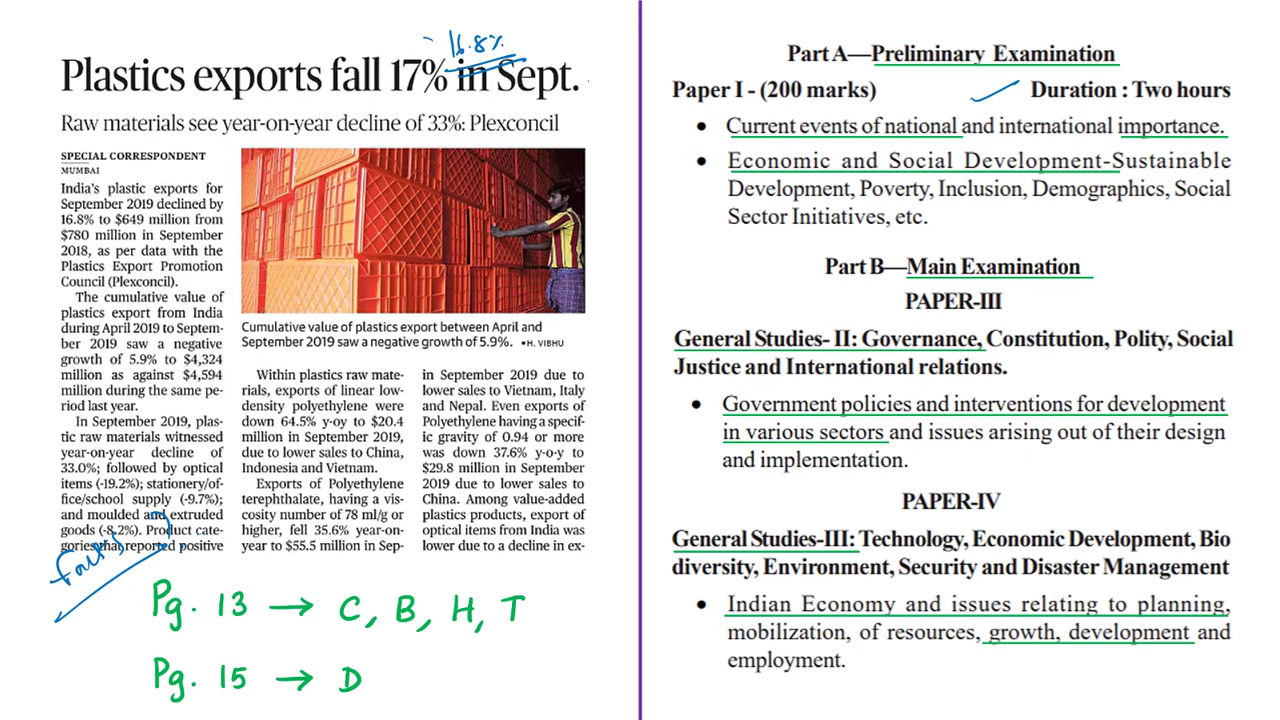 16.8%
Plastics exports fall 17% in Sept.
Raw materials see year-on-year decline of 33%: Plexconcil
SPECIAL CORRESPONDENT
MUMBAI
India's plastic exports for
September 2019 declined by
16.8% to $649 million from
$780 million in September
2018, as per data with the
Plastics Export Promotion
Council (Plexconcil).
The cumulative value of
plastics export from India
during April 2019 to Septem-
ber 2019 saw a negative
growth of 5.9% to $4,324
million as against $4,594
million during the same pe-
riod last year.
In September 2019, plas-
tic raw materials witnessed
year-on-year decline of
33.0%; followed by optical
items (-19.2%); stationery/of-
fice/school supply (-9.7%);
and moulded and extruded
goods (-8.2%). Product cate-
gories that reported positive
Cumulative value of plastics export between April and
September 2019 saw a negative growth of 5.9%. ▪H. VIBHU
Within plastics raw mate-
rials, exports of linear low-
density polyethylene were
down 64.5% y-oy to $20.4
million in September 2019,
due to lower sales to China,
Indonesia and Vietnam.
Exports of Polyethylene
terephthalate, having a vis-
cosity number of 78 ml/g or
higher, fell 35.6% year-on-
year to $55.5 million in Sep-
in September 2019 due to
lower sales to Vietnam, Italy
and Nepal. Even exports of
Polyethylene having a specif-
ic gravity of 0.94 or more
was down 37.6% y-o-y to
$29.8 million in September
2019 due to lower sales to
China. Among value-added
plastics products, export of
optical items from India was
lower due to a decline in ex-
Facts
Pg. 13 → C, B, H, T
Pg. 15 → D
Part A—Preliminary Examination
Paper I - (200 marks) Duration : Two hours
• Current events of national and international importance.
• Economic and Social Development-Sustainable
Development, Poverty, Inclusion, Demographics, Social
Sector Initiatives, etc.
Part B—Main Examination
PAPER-III
General Studies- II: Governance, Constitution, Polity, Social
Justice and International relations.
• Government policies and interventions for development
in various sectors and issues arising out of their design
and implementation.
PAPER-IV
General Studies-III: Technology, Economic Development, Bio
diversity, Environment, Security and Disaster Management
• Indian Economy and issues relating to planning,
mobilization, of resources, growth, development and
employment.